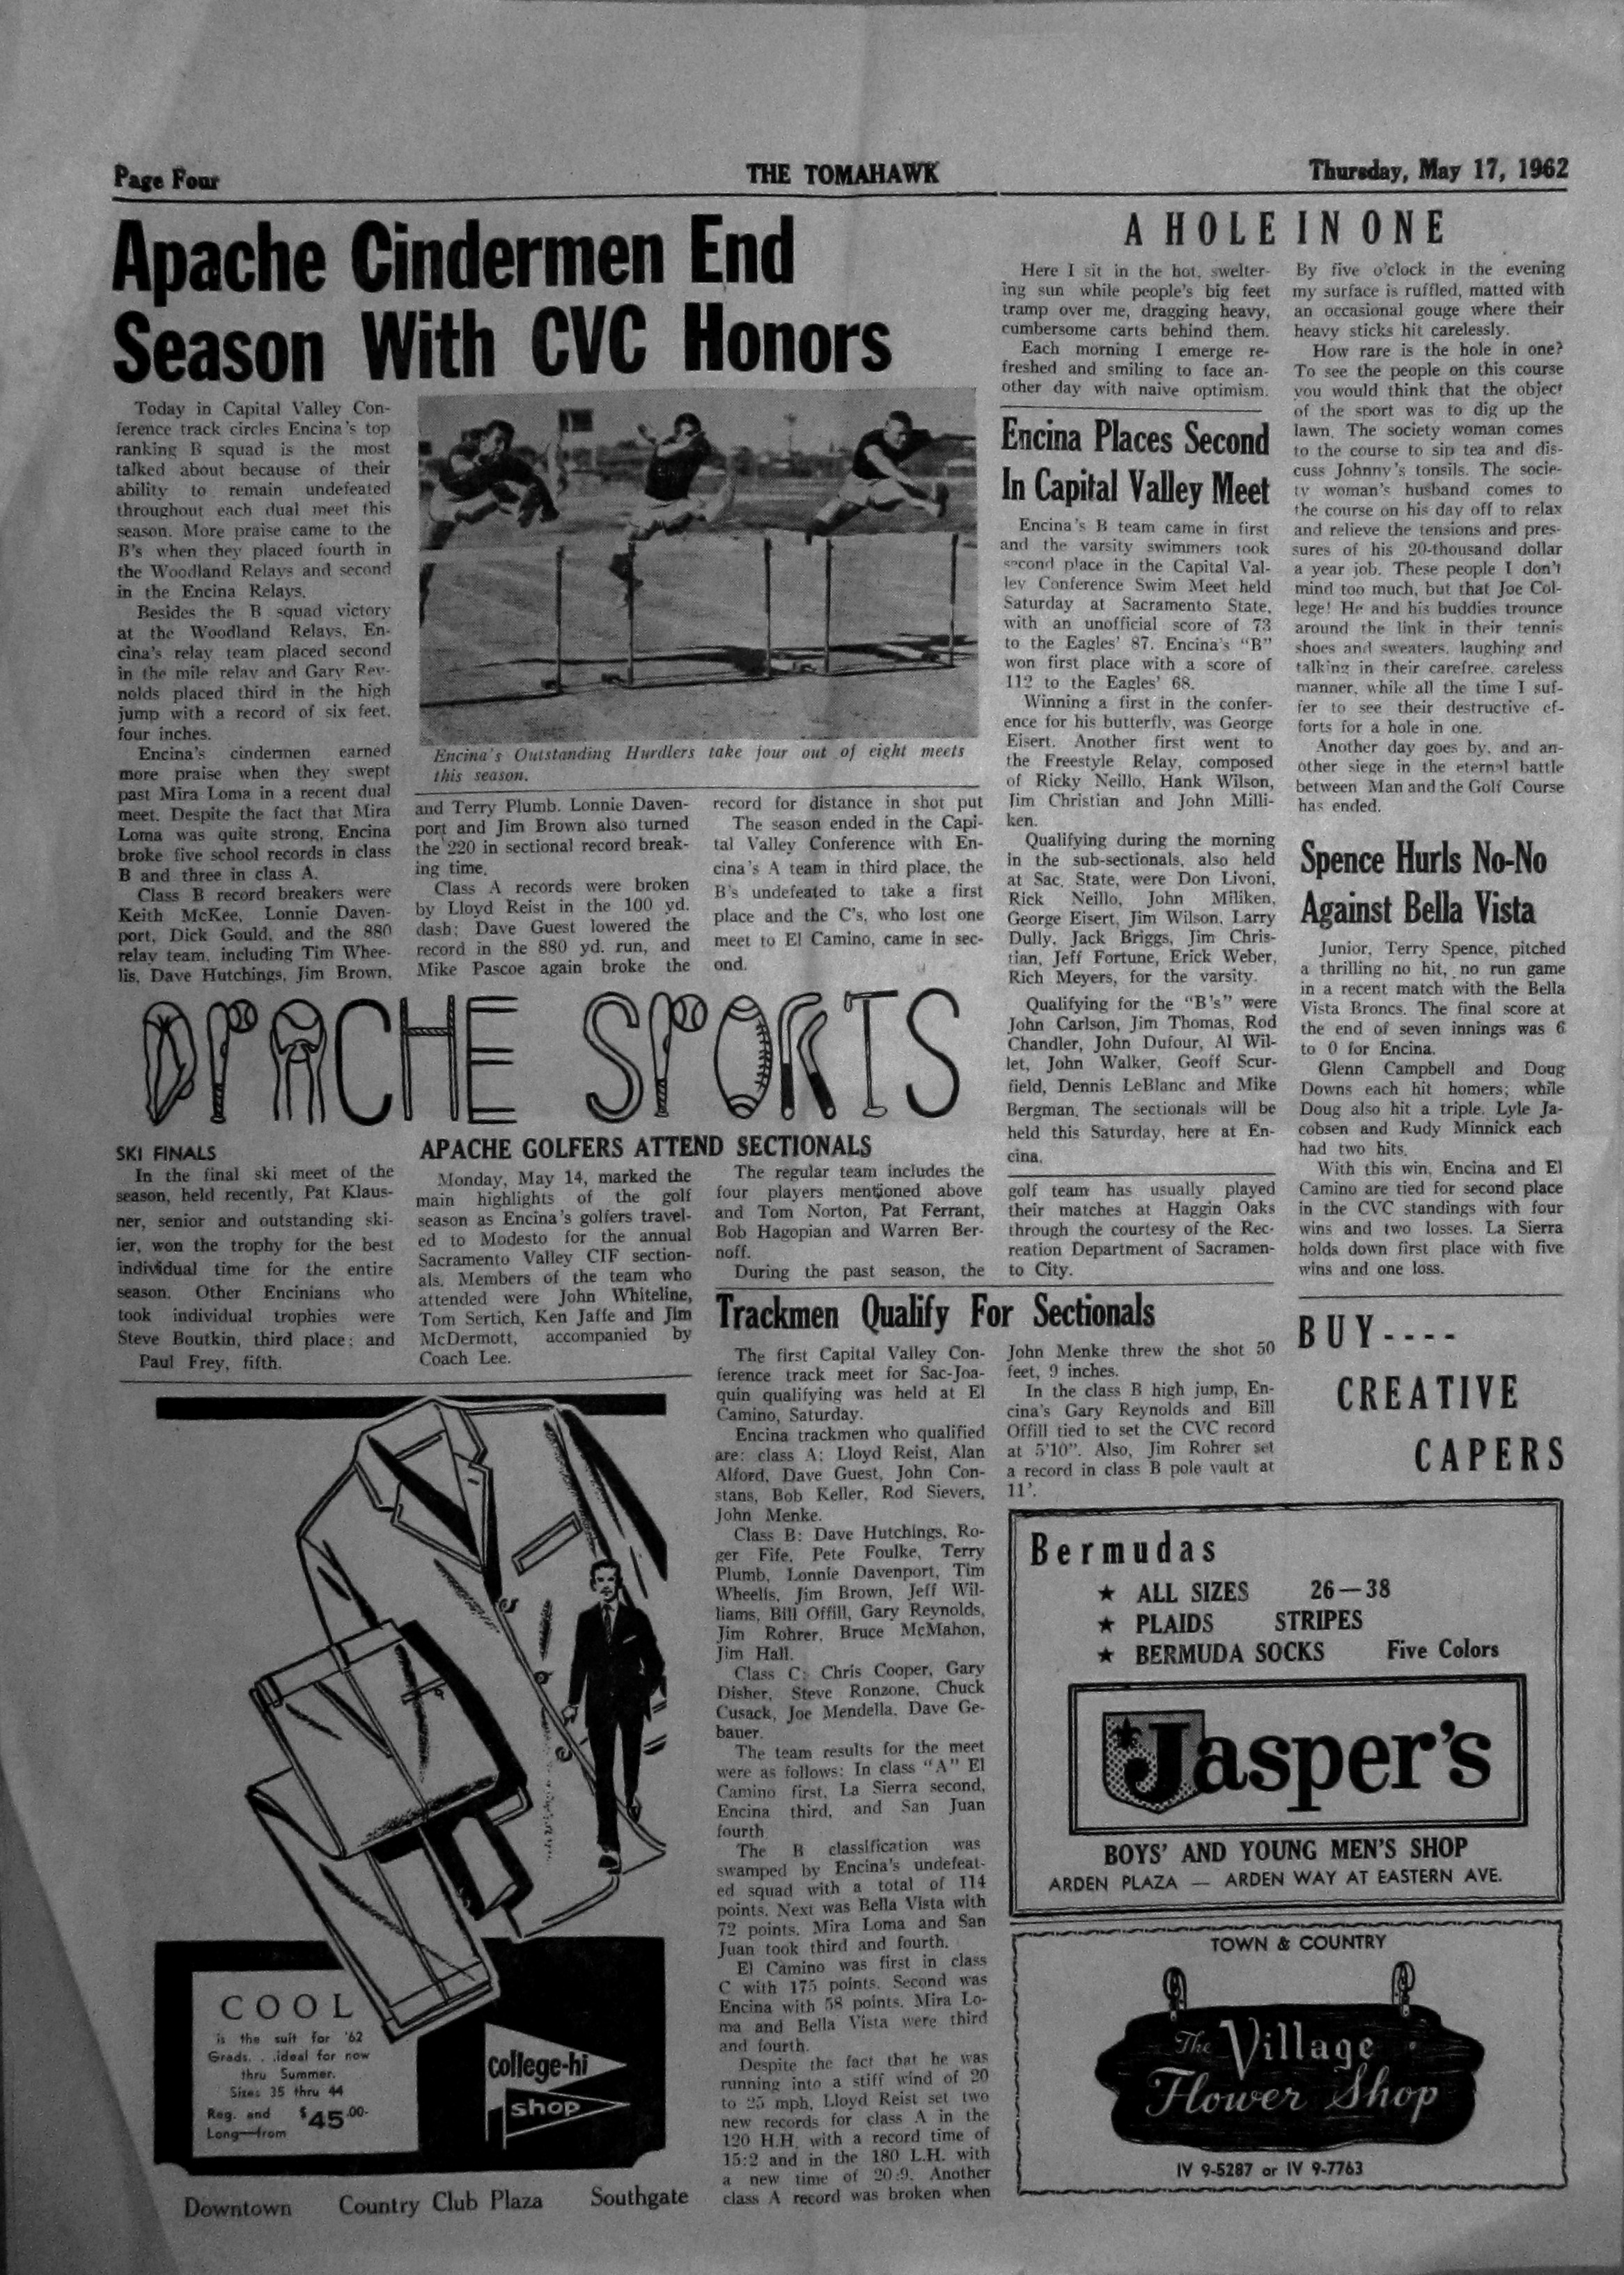 Page Four
THE TOMAHAWK
Thursday, May 17, 1962
Apache Cindermen End
Season With CVC Honors
Today in Capital Valley Con-
ference track circles Encina's top
ranking B squad is the most
talked about because of their
ability to remain undefeated
throughout each dual meet this
season. More praise came to the
B's when they placed fourth in
the Woodland Relays and second
in the Encina Relays.
Besides the B squad victory
at the Woodland Relays, En-
cina's relay team placed second
in the mile relay and Gary Rey-
nolds placed third in the high
jump with a record of six feet,
four inches.
Encina's cindermen earned
more praise when they swept
past Mira Loma in a recent dual
meet. Despite the fact that Mira
Loma was quite strong, Encina
broke five school records in class
B and three in class A.
Class B record breakers were
Keith McKee, Lonnie Daven-
port, Dick Gould, and the 880
relay team, including Tim Whee-
lis, Dave Hutchings, Jim Brown,
Encina's Outstanding Hurdlers take four out of eight meets
this season.
and Terry Plumb. Lonnie Daven-
port and Jim Brown also turned
the 220 in sectional record break-
ing time.
Class A records were broken
by Lloyd Reist in the 100 yd.
dash; Dave Guest lowered the
record in the 880 yd. run, and
Mike Pascoe again broke the
record for distance in shot put
The season ended in the Capi-
tal Valley Conference with En-
cina's A team in third place, the
B's undefeated to take a first
place and the C's, who lost one
meet to El Camino, came in sec-
ond.
A HOLE IN ONE
Here I sit in the hot, swelter-
ing sun while people's big feet
tramp over me, dragging heavy,
cumbersome carts behind them.
Each morning I emerge re-
freshed and smiling to face an-
other day with naive optimism.
By five o'clock in the evening
my surface is ruffled, matted with
an occasional gouge where their
heavy sticks hit carelessly.
How rare is the hole in one?
To see the people on this course
you would think that the object
of the sport was to dig up the
lawn. The society woman comes
to the course to sip tea and dis-
cuss Johnny's tonsils. The socie-
ty woman's husband comes to
the course on his day off to relax
and relieve the tensions and pres-
sures of his 20-thousand dollar
a year job. These people I don't
mind too much, but that Joe Col-
lege! He and his buddies trounce
around the link in their tennis
shoes and sweaters, laughing and
talking in their carefree, careless
manner, while all the time I suf-
fer to see their destructive ef-
forts for a hole in one.
Another day goes by, and an-
other siege in the eternal battle
between Man and the Golf Course
has ended.
Encina Places Second
In Capital Valley Meet
Encina's B team came in first
and the varsity swimmers took
second place in the Capital Val-
ley Conference Swim Meet held
Saturday at Sacramento State,
with an unofficial score of 73
to the Eagles' 87. Encina's "B"
won first place with a score of
112 to the Eagles' 68.
Winning a first in the confer-
ence for his butterfly, was George
Eisert. Another first went to
the Freestyle Relay, composed
of Ricky Neillo, Hank Wilson,
Jim Christian and John Milli-
ken.
Qualifying during the morning
in the sub-sectionals, also held
at Sac. State, were Don Livoni,
Rick Neillo, John Miliken,
George Eisert, Jim Wilson, Larry
Dully, Jack Briggs, Jim Chris-
tian, Jeff Fortune, Erick Weber,
Rich Meyers, for the varsity.
Qualifying for the "B's" were
John Carlson, Jim Thomas, Rod
Chandler, John Dufour, Al Wil-
let, John Walker, Geoff Scur-
field, Dennis LeBlanc and Mike
Bergman. The sectionals will be
held this Saturday, here at En-
cina.
Spence Hurls No-No
Against Bella Vista
Junior, Terry Spence, pitched
a thrilling no hit, no run game
in a recent match with the Bella
Vista Broncs. The final score at
the end of seven innings was 6
to 0 for Encina.
Glenn Campbell and Doug
Downs each hit homers; while
Doug also hit a triple. Lyle Ja-
cobsen and Rudy Minnick each
had two hits.
With this win, Encina and El
Camino are tied for second place
in the CVC standings with four
wins and two losses. La Sierra
holds down first place with five
wins and one loss.
APACHE SPORTS
SKI FINALS
In the final ski meet of the
season, held recently, Pat Klaus-
ner, senior and outstanding ski-
ier, won the trophy for the best
individual time for the entire
season. Other Encinians who
took individual trophies were
Steve Boutkin, third place; and
Paul Frey, fifth.
APACHE GOLFERS ATTEND SECTIONALS
Monday, May 14, marked the
main highlights of the golf
season as Encina's golfers travel-
ed to Modesto for the annual
Sacramento Valley CIF section-
als. Members of the team who
attended were John Whiteline,
Tom Sertich, Ken Jaffe and Jim
McDermott, accompanied by
Coach Lee.
The regular team includes the
four players mentioned above
and Tom Norton, Pat Ferrant,
Bob Hagopian and Warren Ber-
noff.
During the past season, the
golf team has usually played
their matches at Haggin Oaks
through the courtesy of the Rec-
reation Department of Sacramen-
to City.
Trackmen Qualify For Sectionals
The first Capital Valley Con-
ference track meet for Sac-Joa-
quin qualifying was held at El
Camino, Saturday.
Encina trackmen who qualified
are: class A: Lloyd Reist, Alan
Alford, Dave Guest, John Con-
stans, Bob Keller, Rod Sievers,
John Menke.
Class B: Dave Hutchings, Ro-
ger Fife, Pete Foulke, Terry
Plumb, Lonnie Davenport, Tim
Wheelis, Jim Brown, Jeff Wil-
liams, Bill Offill, Gary Reynolds,
Jim Rohrer, Bruce McMahon,
Jim Hall.
Class C: Chris Cooper, Gary
Disher, Steve Ronzone, Chuck
Cusack, Joe Mendella, Dave Ge-
bauer.
The team results for the meet
were as follows: In class "A" El
Camino first, La Sierra second,
Encina third, and San Juan
fourth
The B classification was
swamped by Encina's undefeat-
ed squad with a total of 114
points. Next was Bella Vista with
72 points. Mira Loma and San
Juan took third and fourth.
El Camino was first in class
C with 175 points. Second was
Encina with 58 points. Mira Lo-
ma and Bella Vista were third
and fourth.
Despite the fact that he was
running into a stiff wind of 20
to 25 mph, Lloyd Reist set two
new records for class A in the
120 H.H. with a record time of
15:2 and in the 180 L.H. with
a new time of 20:9. Another
class A record was broken when
John Menke threw the shot 50
feet, 9 inches.
In the class B high jump, En-
cina's Gary Reynolds and Bill
Offill tied to set the CVC record
at 5'10". Also, Jim Rohrer set
a record in class B pole vault at
11'.
BUY----
CREATIVE
CAPERS
Bermudas
★ ALL SIZES 26—38
★ PLAIDS STRIPES
★ BERMUDA SOCKS Five Colors
Jasper's
BOYS' AND YOUNG MEN'S SHOP
ARDEN PLAZA — ARDEN WAY AT EASTERN AVE.
TOWN & COUNTRY
The Village
Flower Shop
IV 9-5287 or IV 9-7763
COOL
is the suit for '62
Grads. . .ideal for now
thru Summer.
Sizes 35 thru 44
Reg. and
Long—from
$45.00-
college-hi
shop
Downtown Country Club Plaza Southgate